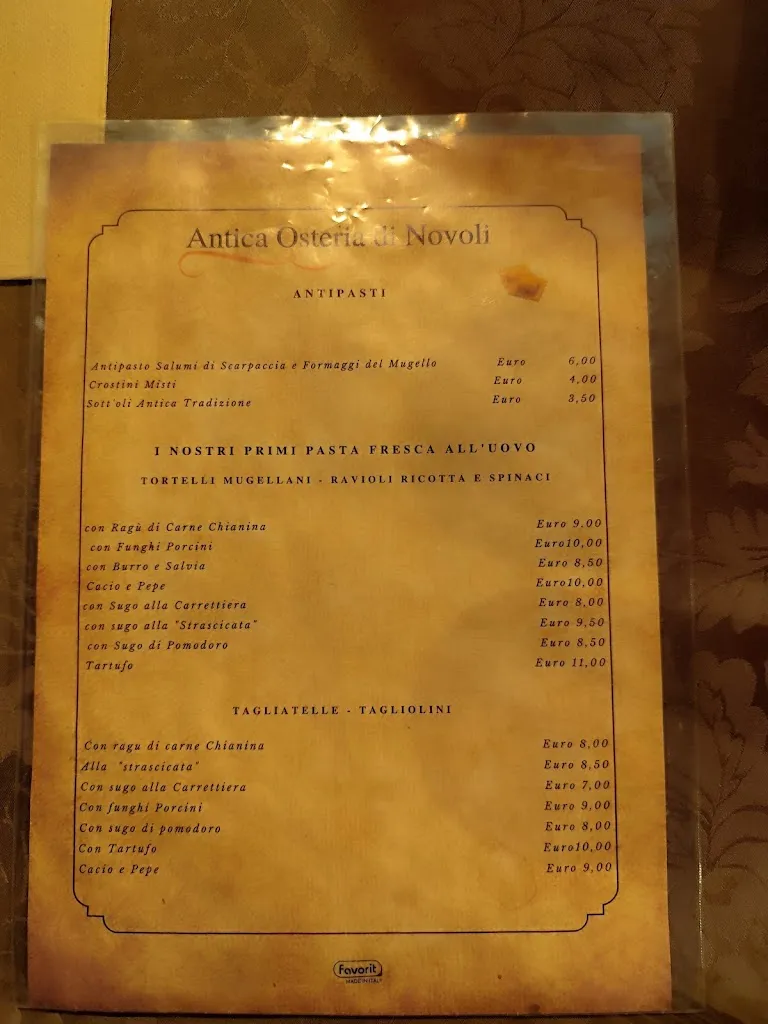 Antica Osteria di Novoli
ANTIPASTI
Antipasto Salumi di Scarpaccia e Formaggi del Mugello Euro 6,00
Crostini Misti Euro 4,00
Sott'oli Antica Tradizione Euro 3,50
I NOSTRI PRIMI PASTA FRESCA ALL'UOVO
TORTELLI MUGELLANI - RAVIOLI RICOTTA E SPINACI
con Ragù di Carne Chianina Euro 9.00
con Funghi Porcini Euro10,00
con Burro e Salvia Euro 8,50
Cacio e Pepe Euro10,00
con Sugo alla Carrettiera Euro 8,00
con sugo alla "Strascicata" Euro 9,50
con Sugo di Pomodoro Euro 8,50
Tartufo Euro 11,00
TAGLIATELLE - TAGLIOLINI
Con ragu di carne Chianina Euro 8,00
Alla "strascicata" Euro 8,50
Con sugo alla Carrettiera Euro 7,00
Con funghi Porcini Euro 9,00
Con sugo di pomodoro Euro 8,00
Con Tartufo Euro10,00
Cacio e Pepe Euro 9,00
Favorit
MADE IN ITALY